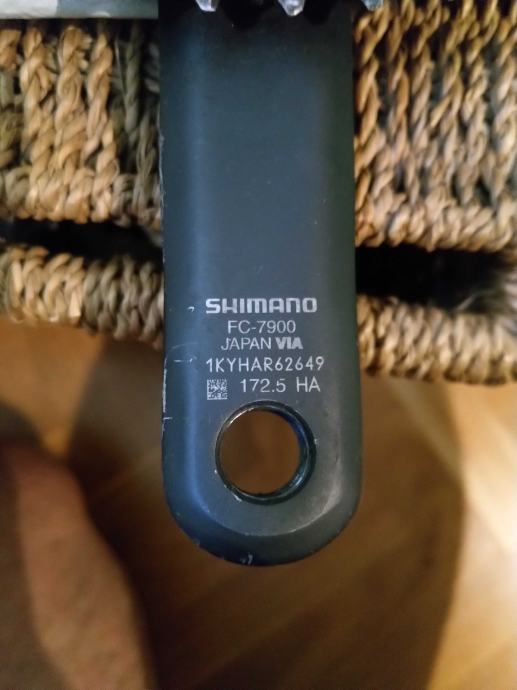 SHIMANO
FC-7900
JAPAN VIA
1KYHAR62649
172.5 HA